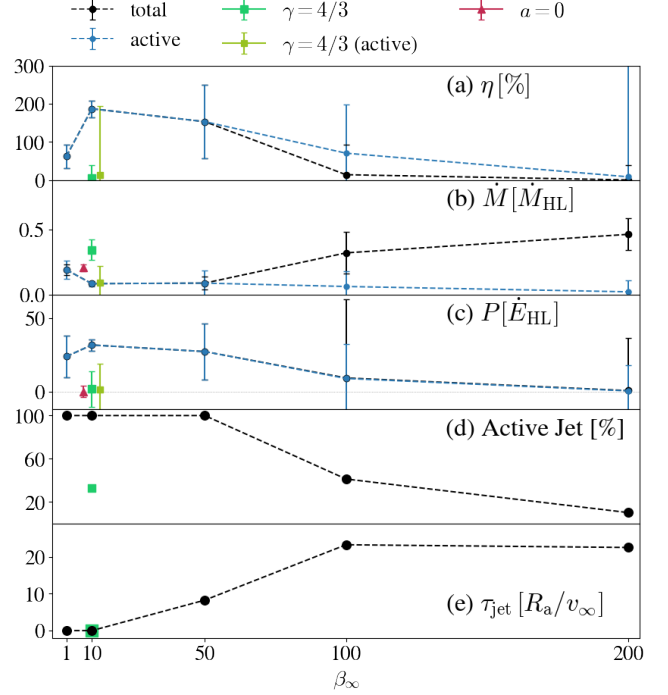 total
γ = 4/3
a = 0
active
γ = 4/3 (active)
300
(a) η [%]
200
100
0
(b) Ṁ [Ṁ_HL]
0.5
0.0
(c) P[Ė_HL]
50
0
100
(d) Active Jet [%]
60
20
20
10
(e) τ_jet [R_a/v_∞]
0
1 10 50 100 200
β_∞